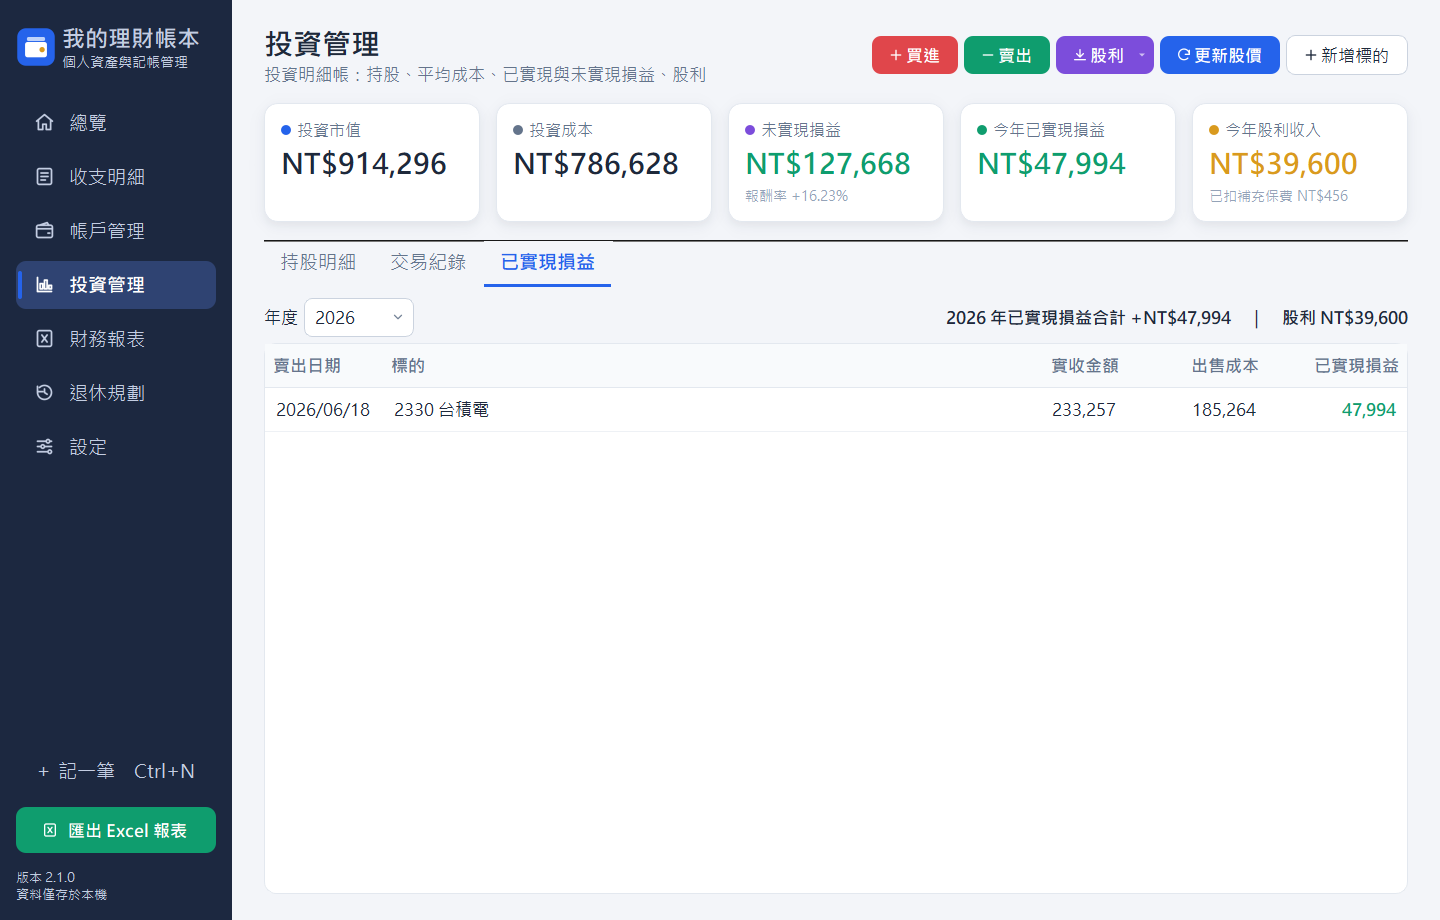 我的理財帳本
個人資產與記帳管理
總覽
收支明細
帳戶管理
投資管理
財務報表
退休規劃
設定
+ 記一筆 Ctrl+N
匯出 Excel 報表
版本 2.1.0
資料僅存於本機
投資管理
投資明細帳：持股、平均成本、已實現與未實現損益、股利
+ 買進
− 賣出
股利
更新股價
+ 新增標的
投資市值
NT$914,296
投資成本
NT$786,628
未實現損益
NT$127,668
報酬率 +16.23%
今年已實現損益
NT$47,994
今年股利收入
NT$39,600
已扣補充保費 NT$456
持股明細 交易紀錄 已實現損益
年度 2026
2026 年已實現損益合計 +NT$47,994 | 股利 NT$39,600
賣出日期 標的 實收金額 出售成本 已實現損益
2026/06/18 2330 台積電 233,257 185,264 47,994